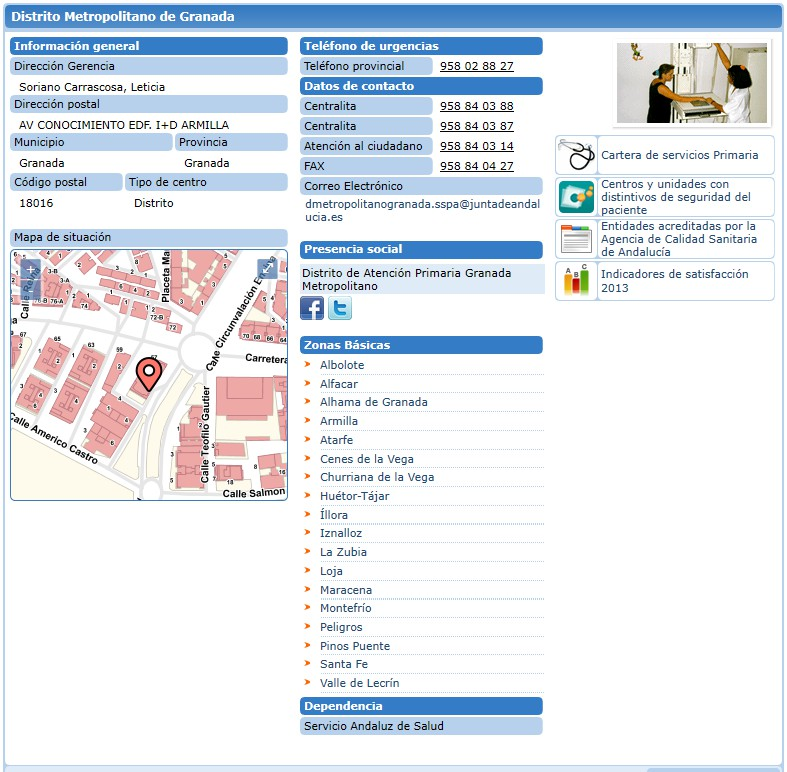 Distrito Metropolitano de Granada
Información general
Dirección Gerencia
Soriano Carrascosa, Leticia
Dirección postal
AV CONOCIMIENTO EDF. I+D ARMILLA
Municipio
Provincia
Granada
Granada
Código postal
Tipo de centro
18016
Distrito
Mapa de situación
Placeta Ma
Calle Circunvalación Encina
Carretera
Calle Teofilo Gautier
Calle Americo Castro
Calle Salmon
Teléfono de urgencias
Teléfono provincial 958 02 88 27
Datos de contacto
Centralita 958 84 03 88
Centralita 958 84 03 87
Atención al ciudadano 958 84 03 14
FAX 958 84 04 27
Correo Electrónico
dmetropolitanogranada.sspa@juntadeandal
ucia.es
Presencia social
Distrito de Atención Primaria Granada
Metropolitano
Zonas Básicas
Albolote
Alfacar
Alhama de Granada
Armilla
Atarfe
Cenes de la Vega
Churriana de la Vega
Huétor-Tájar
Íllora
Iznalloz
La Zubia
Loja
Maracena
Montefrío
Peligros
Pinos Puente
Santa Fe
Valle de Lecrín
Dependencia
Servicio Andaluz de Salud
Cartera de servicios Primaria
Centros y unidades con
distintivos de seguridad del
paciente
Entidades acreditadas por la
Agencia de Calidad Sanitaria
de Andalucía
A B C
Indicadores de satisfacción
2013